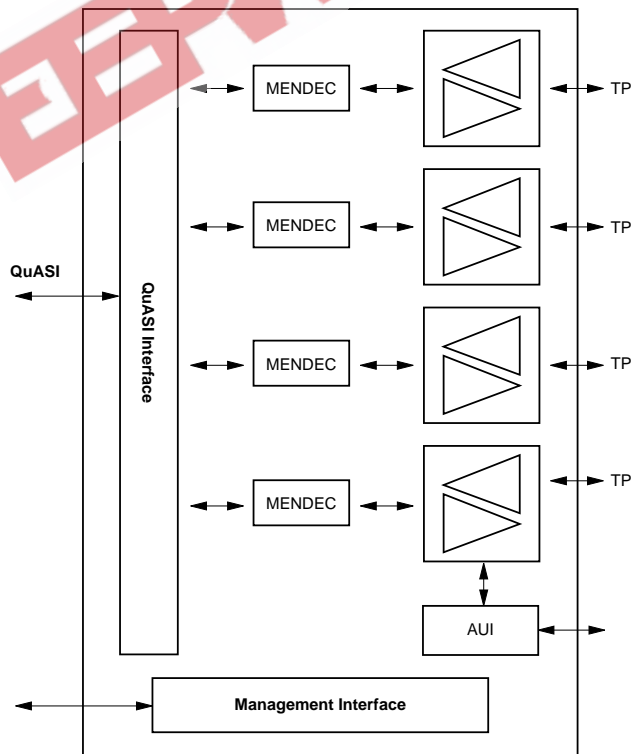 MENDEC
TP
MENDEC
TP
QuASI
QuASI Interface
MENDEC
TP
MENDEC
TP
AUI
Management Interface